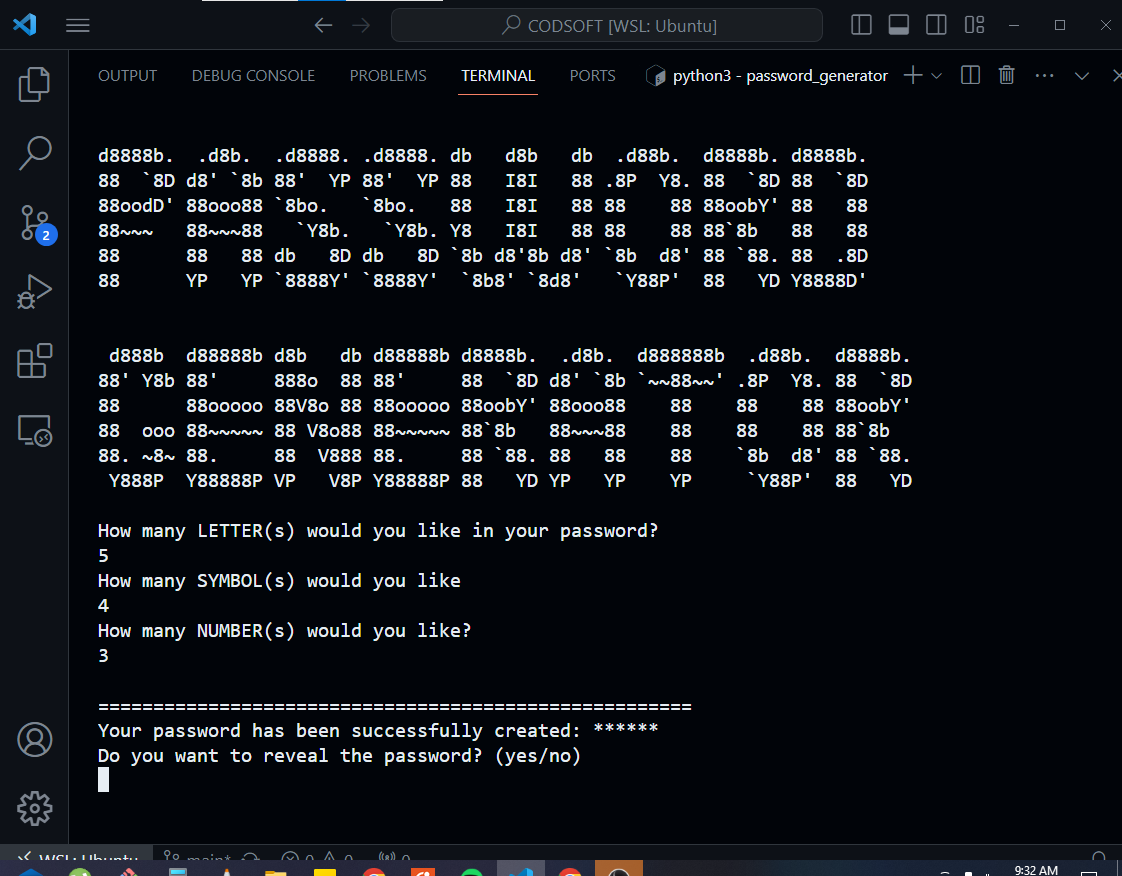 CODSOFT [WSL: Ubuntu]
OUTPUT DEBUG CONSOLE PROBLEMS TERMINAL PORTS python3 - password_generator
d8888b.  .d8b.  .d8888. .d8888. db   d8b   db  .d88b.  d8888b. d8888b.
88  `8D d8' `8b 88'  YP 88'  YP 88   I8I   88 .8P  Y8. 88  `8D 88  `8D
88oodD' 88ooo88 `8bo.   `8bo.   88   I8I   88 88    88 88oobY' 88   88
88~~~   88~~~88   `Y8b.   `Y8b. Y8   I8I   88 88    88 88`8b   88   88
88      88   88 db   8D db   8D `8b d8'8b d8' `8b  d8' 88 `88. 88  .8D
88      YP   YP `8888Y' `8888Y'  `8b8' `8d8'   `Y88P'  88   YD Y8888D'
 d888b  d88888b d8b   db d88888b d8888b.  .d8b.  d888888b  .d88b.  d8888b.
88' Y8b 88'     888o  88 88'     88  `8D d8' `8b `~~88~~' .8P  Y8. 88  `8D
88      88ooooo 88V8o 88 88ooooo 88oobY' 88ooo88    88    88    88 88oobY'
88  ooo 88~~~~~ 88 V8o88 88~~~~~ 88`8b   88~~~88    88    88    88 88`8b
88. ~8~ 88.     88  V888 88.     88 `88. 88   88    88    `8b  d8' 88 `88.
 Y888P  Y88888P VP   V8P Y88888P 88   YD YP   YP    YP     `Y88P'  88   YD
How many LETTER(s) would you like in your password?
5
How many SYMBOL(s) would you like
4
How many NUMBER(s) would you like?
3
======================================================
Your password has been successfully created: ******
Do you want to reveal the password? (yes/no)
2
WSL: Ubuntu main* 0 0 0
9:32 AM